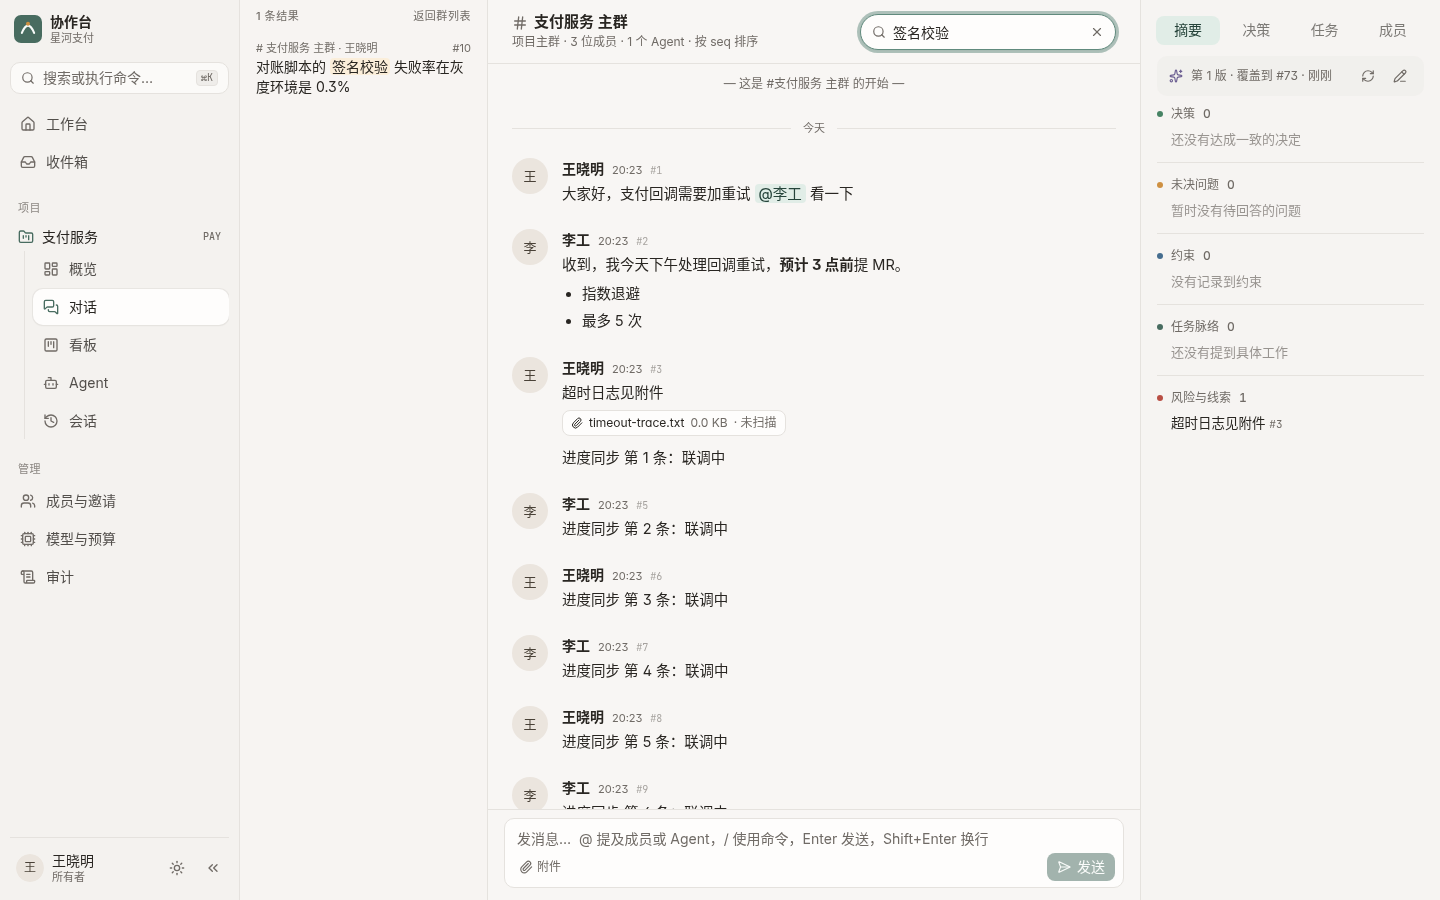 协作台
星河支付
搜索或执行命令... ⌘K
工作台
收件箱
项目
支付服务 PAY
概览
对话
看板
Agent
会话
管理
成员与邀请
模型与预算
审计
王
王晓明
所有者
1 条结果 返回群列表
# 支付服务 主群 · 王晓明 #10
对账脚本的 签名校验 失败率在灰
度环境是 0.3%
支付服务 主群
项目主群 · 3 位成员 · 1 个 Agent · 按 seq 排序
签名校验
— 这是 #支付服务 主群 的开始 —
今天
王
王晓明 20:23 #1
大家好，支付回调需要加重试 @李工 看一下
李
李工 20:23 #2
收到，我今天下午处理回调重试，预计 3 点前提 MR。
• 指数退避
• 最多 5 次
王
王晓明 20:23 #3
超时日志见附件
timeout-trace.txt 0.0 KB · 未扫描
进度同步 第 1 条：联调中
李
李工 20:23 #5
进度同步 第 2 条：联调中
王
王晓明 20:23 #6
进度同步 第 3 条：联调中
李
李工 20:23 #7
进度同步 第 4 条：联调中
王
王晓明 20:23 #8
进度同步 第 5 条：联调中
李
李工 20:23 #9
发消息... @ 提及成员或 Agent，/ 使用命令，Enter 发送，Shift+Enter 换行
附件
发送
摘要 决策 任务 成员
第 1 版 · 覆盖到 #73 · 刚刚
决策 0
还没有达成一致的决定
未决问题 0
暂时没有待回答的问题
约束 0
没有记录到约束
任务脉络 0
还没有提到具体工作
风险与线索 1
超时日志见附件 #3